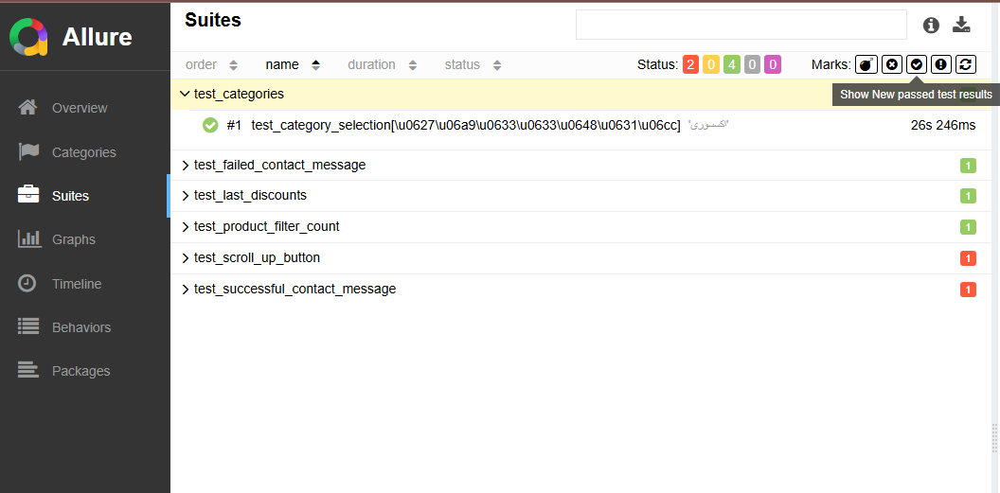 Allure
Overview
Categories
Suites
Graphs
Timeline
Behaviors
Packages
Suites
order name duration status Status: 2 0 4 0 0 Marks:
Show New passed test results
test_categories
#1 test_category_selection[\u0627\u06a9\u0633\u0633\u0648\u0631\u06cc] 'اکسسوری' 26s 246ms
test_failed_contact_message 1
test_last_discounts 1
test_product_filter_count 1
test_scroll_up_button 1
test_successful_contact_message 1